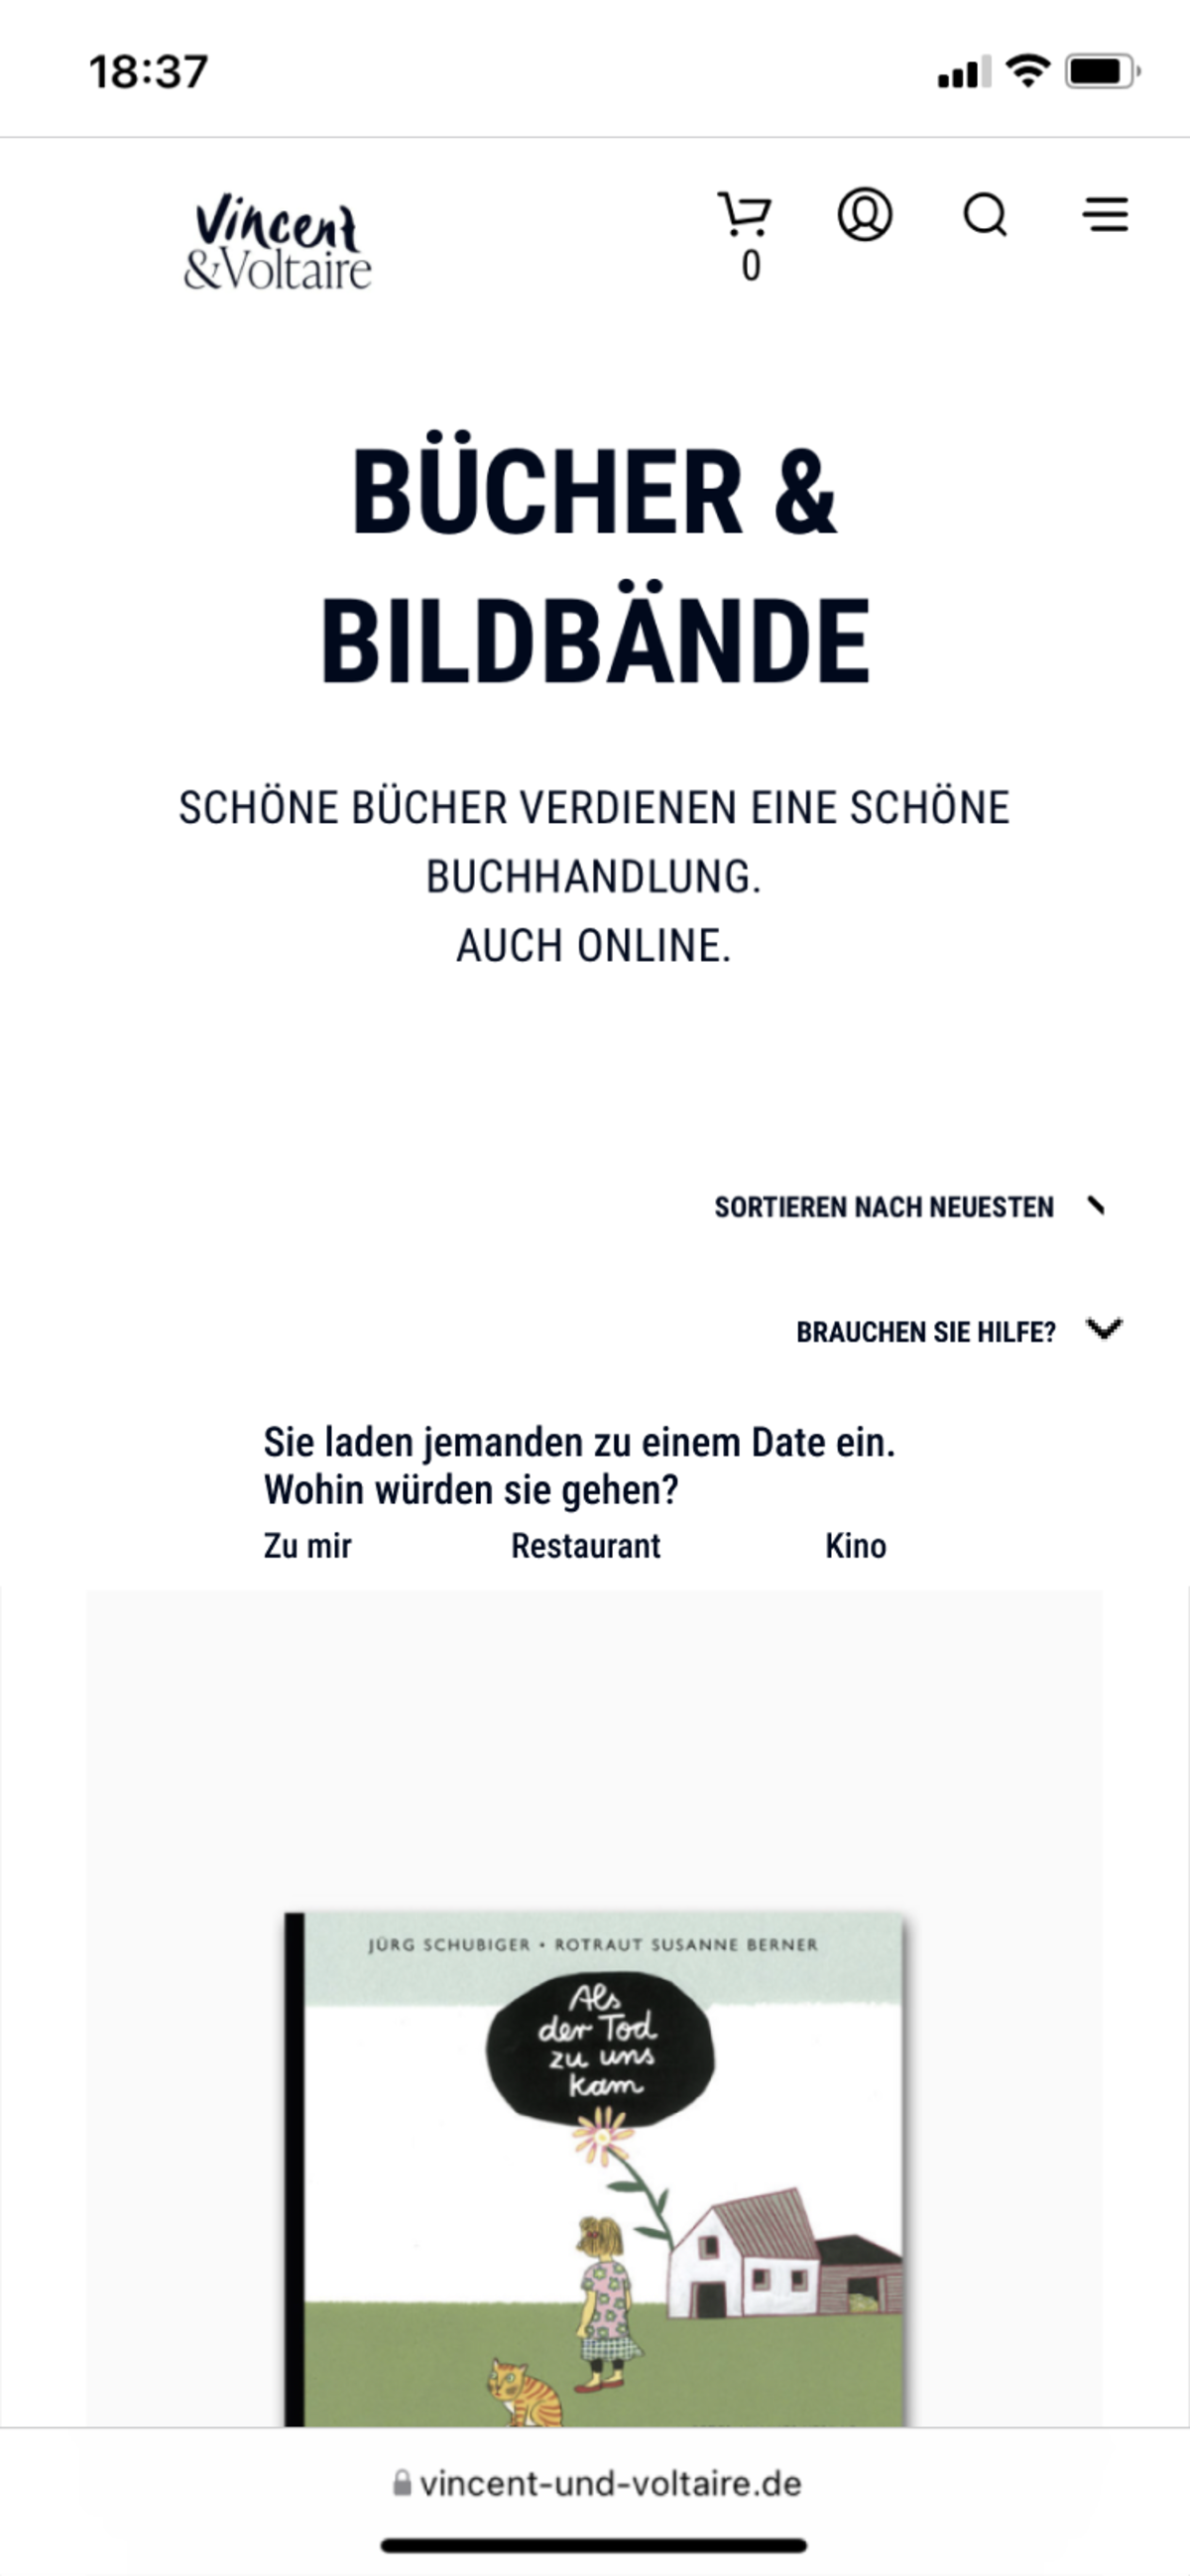 18:37
Vincent
&Voltaire
0
BÜCHER &
BILDBÄNDE
SCHÖNE BÜCHER VERDIENEN EINE SCHÖNE
BUCHHANDLUNG.
AUCH ONLINE.
SORTIEREN NACH NEUESTEN
BRAUCHEN SIE HILFE?
Sie laden jemanden zu einem Date ein.
Wohin würden sie gehen?
Zu mir Restaurant Kino
JÜRG SCHUBIGER • ROTRAUT SUSANNE BERNER
Als
der Tod
zu uns
kam
vincent-und-voltaire.de